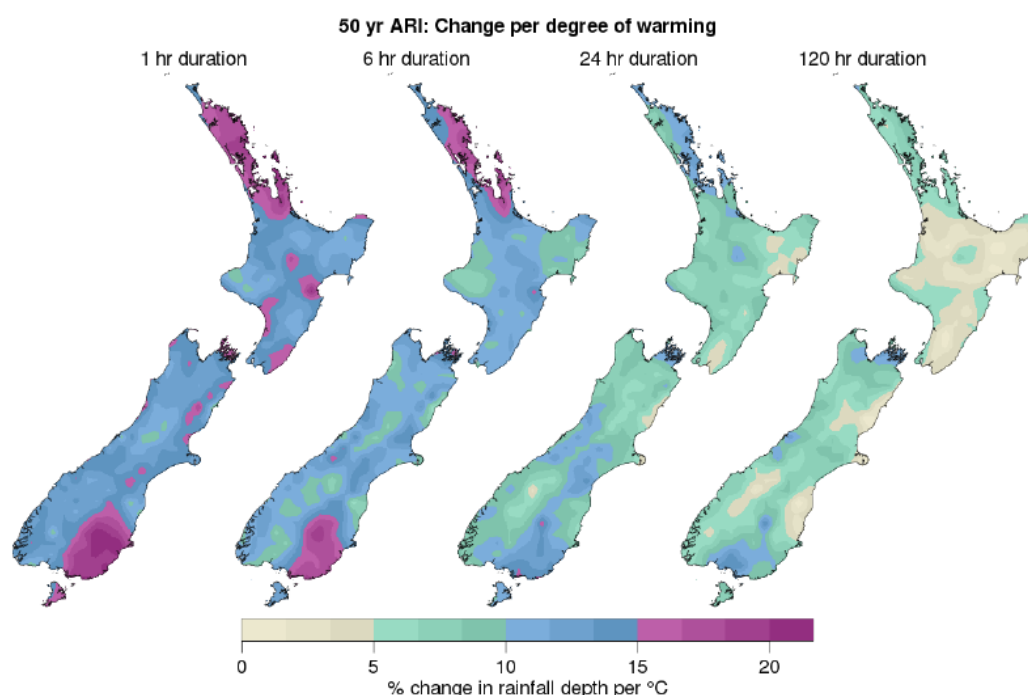 50 yr ARI: Change per degree of warming
1 hr duration
6 hr duration
24 hr duration
120 hr duration
0
5
10
15
20
% change in rainfall depth per °C